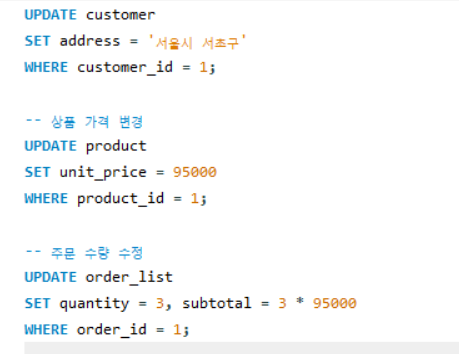 UPDATE customer
SET address = '서울시 서초구'
WHERE customer_id = 1;
-- 상품 가격 변경
UPDATE product
SET unit_price = 95000
WHERE product_id = 1;
-- 주문 수량 수정
UPDATE order_list
SET quantity = 3, subtotal = 3 * 95000
WHERE order_id = 1;